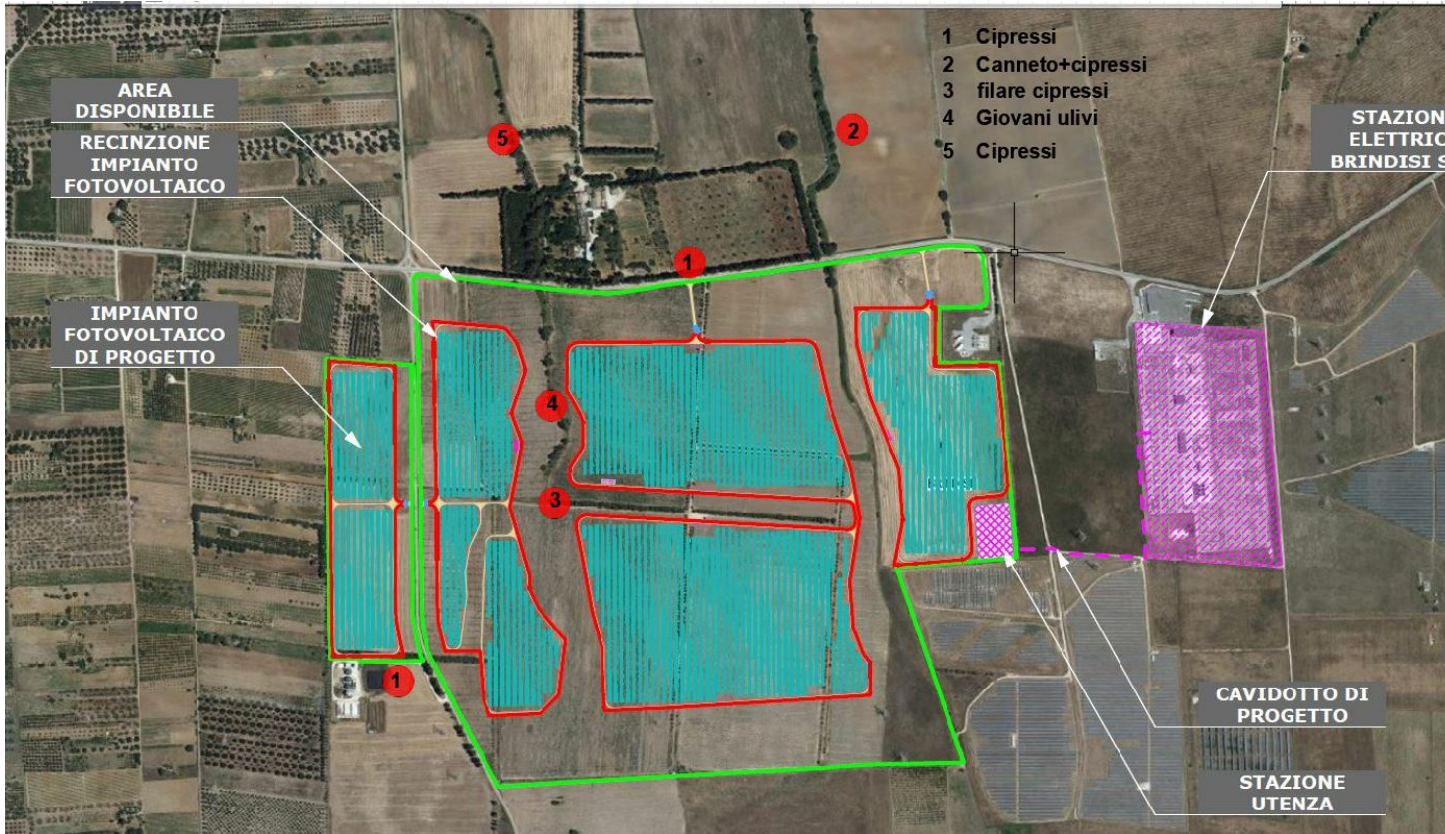 1 Cipressi
2 Canneto+cipressi
3 filare cipressi
4 Giovani ulivi
5 Cipressi
AREA
DISPONIBILE
RECINZIONE
IMPIANTO
FOTOVOLTAICO
IMPIANTO
FOTOVOLTAICO
DI PROGETTO
STAZION
ELETTRIC
BRINDISI S
5
2
1
4
3
1
CAVIDOTTO DI
PROGETTO
STAZIONE
UTENZA